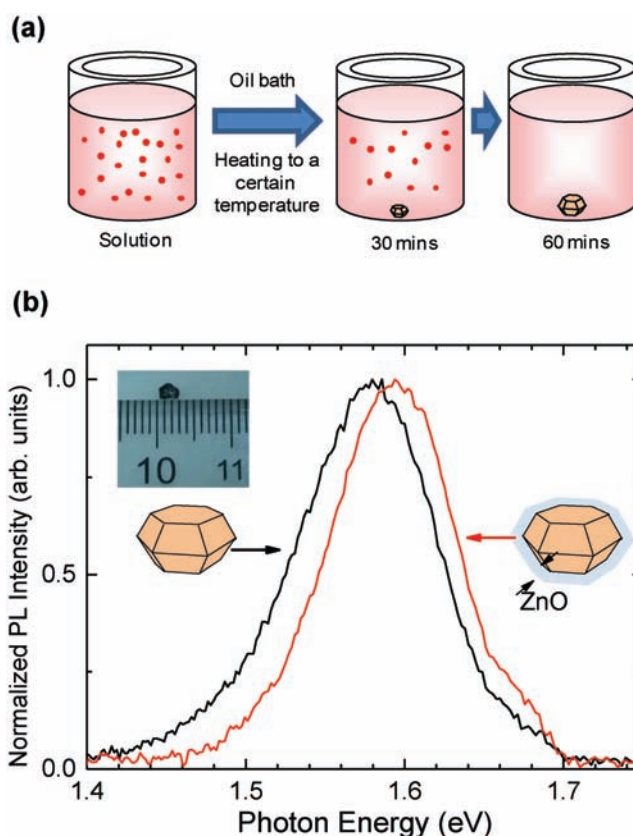 (a)
Oil bath
Heating to a
certain
temperature
Solution
30 mins
60 mins
(b)
Normalized PL Intensity (arb. units)
1.0
0.5
0.0
10
11
ZnO
1.4
1.5
1.6
1.7
Photon Energy (eV)